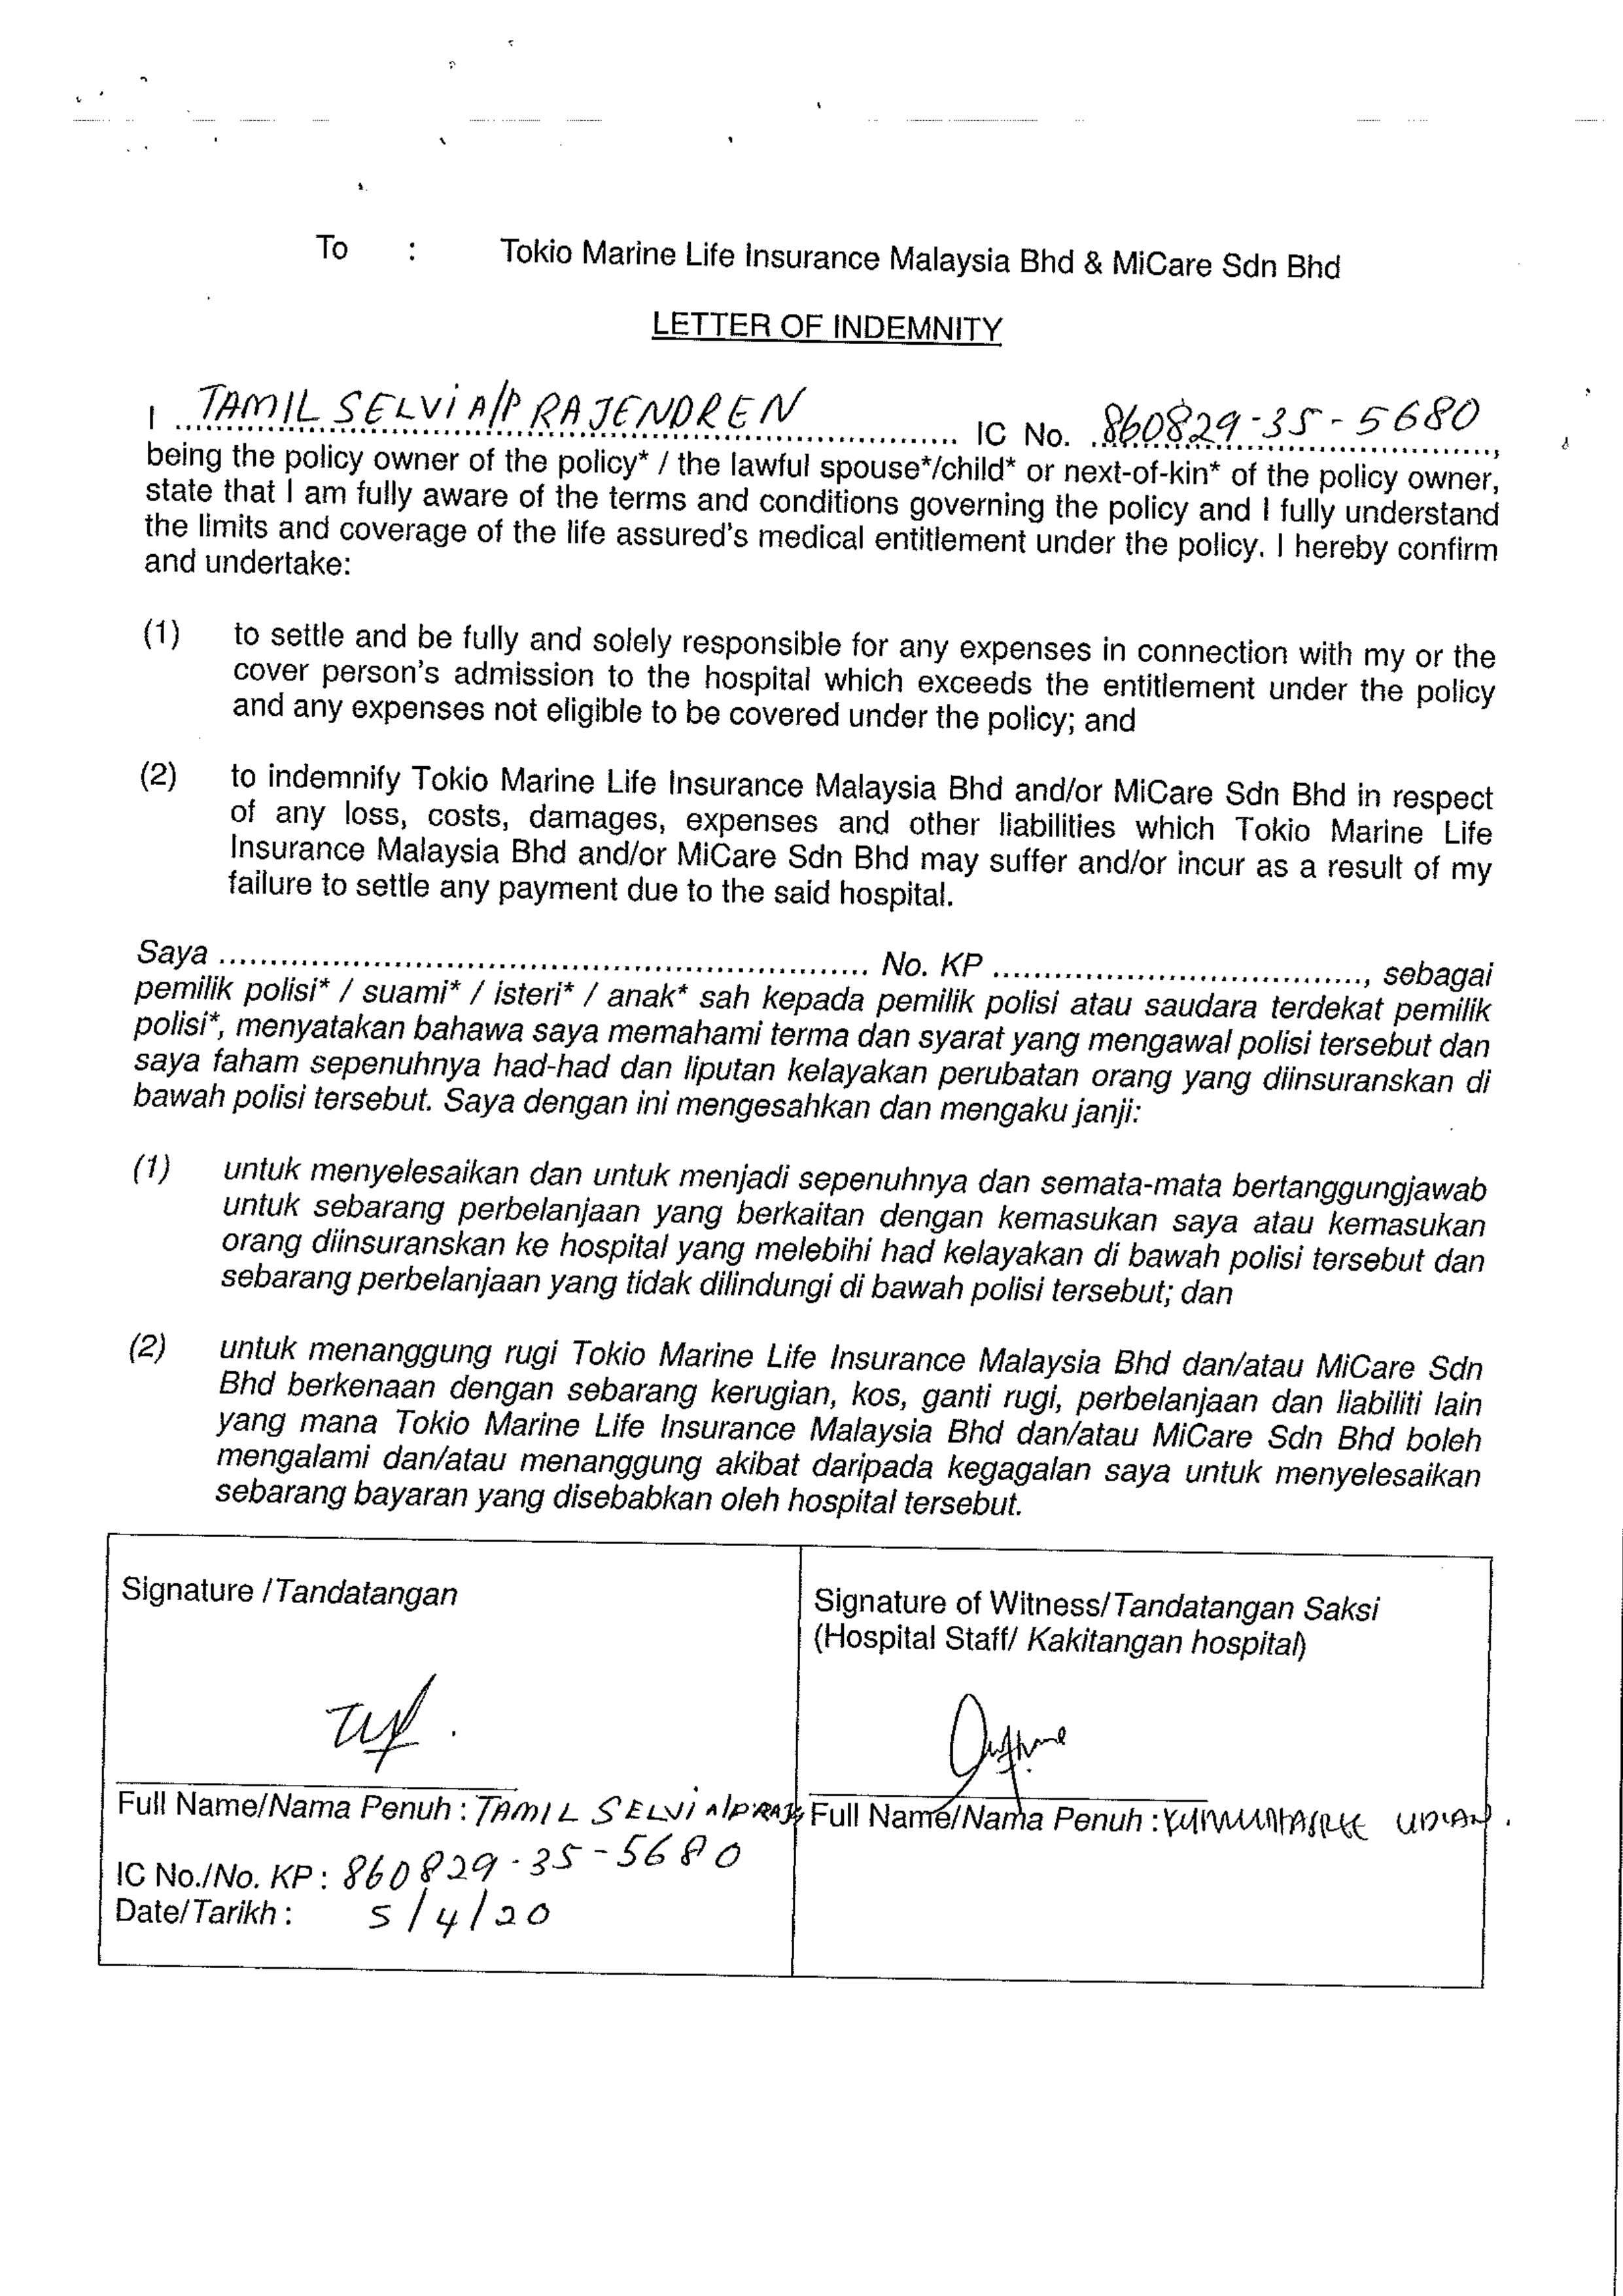 To : Tokio Marine Life Insurance Malaysia Bhd & MiCare Sdn Bhd
LETTER OF INDEMNITY
I TAMIL SELVI A/P RAJENDREN IC No. 860829-35-5680,
being the policy owner of the policy* / the lawful spouse*/child* or next-of-kin* of the policy owner,
state that I am fully aware of the terms and conditions governing the policy and I fully understand
the limits and coverage of the life assured's medical entitlement under the policy. I hereby confirm
and undertake:
(1) to settle and be fully and solely responsible for any expenses in connection with my or the
cover person's admission to the hospital which exceeds the entitlement under the policy
and any expenses not eligible to be covered under the policy; and
(2) to indemnify Tokio Marine Life Insurance Malaysia Bhd and/or MiCare Sdn Bhd in respect
of any loss, costs, damages, expenses and other liabilities which Tokio Marine Life
Insurance Malaysia Bhd and/or MiCare Sdn Bhd may suffer and/or incur as a result of my
failure to settle any payment due to the said hospital.
Saya ................................................................ No. KP ...................................., sebagai
pemilik polisi* / suami* / isteri* / anak* sah kepada pemilik polisi atau saudara terdekat pemilik
polisi*, menyatakan bahawa saya memahami terma dan syarat yang mengawal polisi tersebut dan
saya faham sepenuhnya had-had dan liputan kelayakan perubatan orang yang diinsuranskan di
bawah polisi tersebut. Saya dengan ini mengesahkan dan mengaku janji:
(1) untuk menyelesaikan dan untuk menjadi sepenuhnya dan semata-mata bertanggungjawab
untuk sebarang perbelanjaan yang berkaitan dengan kemasukan saya atau kemasukan
orang diinsuranskan ke hospital yang melebihi had kelayakan di bawah polisi tersebut dan
sebarang perbelanjaan yang tidak dilindungi di bawah polisi tersebut; dan
(2) untuk menanggung rugi Tokio Marine Life Insurance Malaysia Bhd dan/atau MiCare Sdn
Bhd berkenaan dengan sebarang kerugian, kos, ganti rugi, perbelanjaan dan liabiliti lain
yang mana Tokio Marine Life Insurance Malaysia Bhd dan/atau MiCare Sdn Bhd boleh
mengalami dan/atau menanggung akibat daripada kegagalan saya untuk menyelesaikan
sebarang bayaran yang disebabkan oleh hospital tersebut.
Signature /Tandatangan
Full Name/Nama Penuh : TAMIL SELVI A/P RAJ
IC No./No. KP : 860829-35-5680
Date/Tarikh : 5/4/20
Signature of Witness/Tandatangan Saksi
(Hospital Staff/ Kakitangan hospital)
Full Name/Nama Penuh :